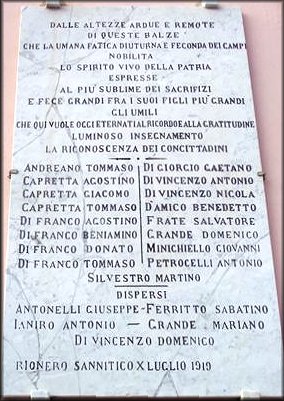 DALLE ALTEZZE ARDUE E REMOTE
DI QUESTE BALZE
CHE LA UMANA FATICA DIUTURNA E FECONDA DEI CAMPI
NOBILITA
LO SPIRITO VIVO DELLA PATRIA
ESPRESSE
AL PIU' SUBLIME DEI SACRIFIZI
E FECE GRANDI FRA I SUOI FIGLI PIU' GRANDI
GLI UMILI
CHE QUI VUOLE OGGI ETERNATI AL RICORDO E ALLA GRATITUDINE
LUMINOSO INSEGNAMENTO
LA RICONOSCENZA DEI CONCITTADINI
ANDREANO TOMMASO DI GIORGIO GAETANO
CAPRETTA AGOSTINO DI VINCENZO ANTONIO
CAPRETTA GIACOMO DI VINCENZO NICOLA
CAPRETTA TOMMASO D'AMICO BENEDETTO
DI FRANCO AGOSTINO FRATE SALVATORE
DI FRANCO BENIAMINO GRANDE DOMENICO
DI FRANCO DONATO MINICHIELLO GIOVANNI
DI FRANCO TOMMASO PETROCELLI ANTONIO
SILVESTRO MARTINO
DISPERSI
ANTONELLI GIUSEPPE-FERRITTO SABATINO
IANIRO ANTONIO — GRANDE MARIANO
DI VINCENZO DOMENICO
RIONERO SANNITICO X LUGLIO 1919